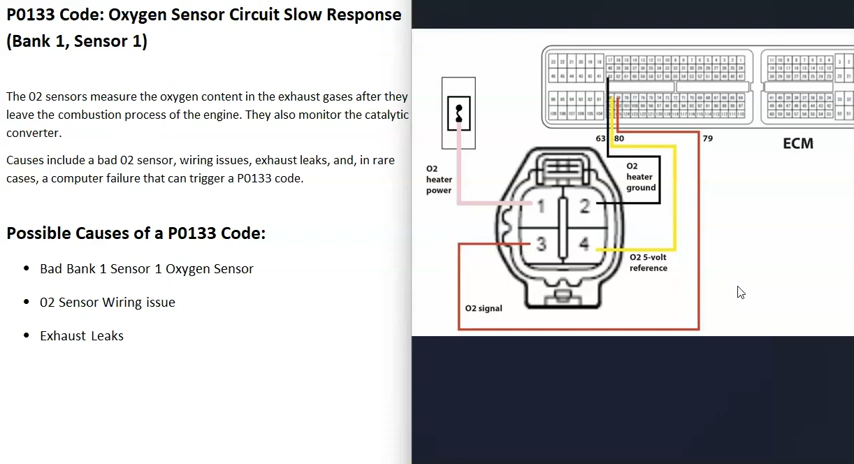 P0133 Code: Oxygen Sensor Circuit Slow Response
(Bank 1, Sensor 1)
The 02 sensors measure the oxygen content in the exhaust gases after they
leave the combustion process of the engine. They also monitor the catalytic
converter.
Causes include a bad 02 sensor, wiring issues, exhaust leaks, and, in rare
cases, a computer failure that can trigger a P0133 code.
Possible Causes of a P0133 Code:
• Bad Bank 1 Sensor 1 Oxygen Sensor
• 02 Sensor Wiring issue
• Exhaust Leaks
63
80
79
ECM
O2
heater
power
O2
heater
ground
1
2
3
4
O2 5-volt
reference
O2 signal